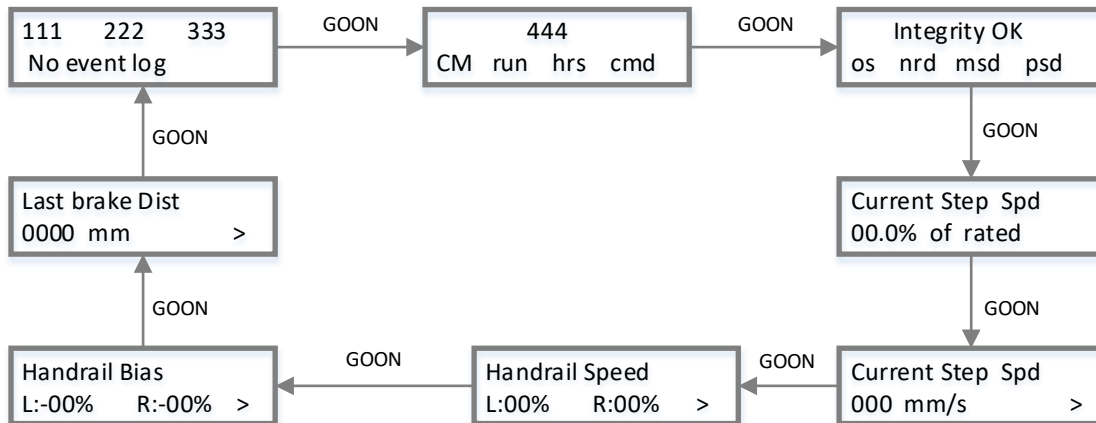 111 222 333
No event log
GOON
444
CM run hrs cmd
GOON
Integrity OK
os nrd msd psd
GOON
Current Step Spd
00.0% of rated
GOON
Current Step Spd
000 mm/s >
GOON
Handrail Speed
L:00% R:00% >
GOON
Handrail Bias
L:-00% R:-00% >
GOON
Last brake Dist
0000 mm >
GOON